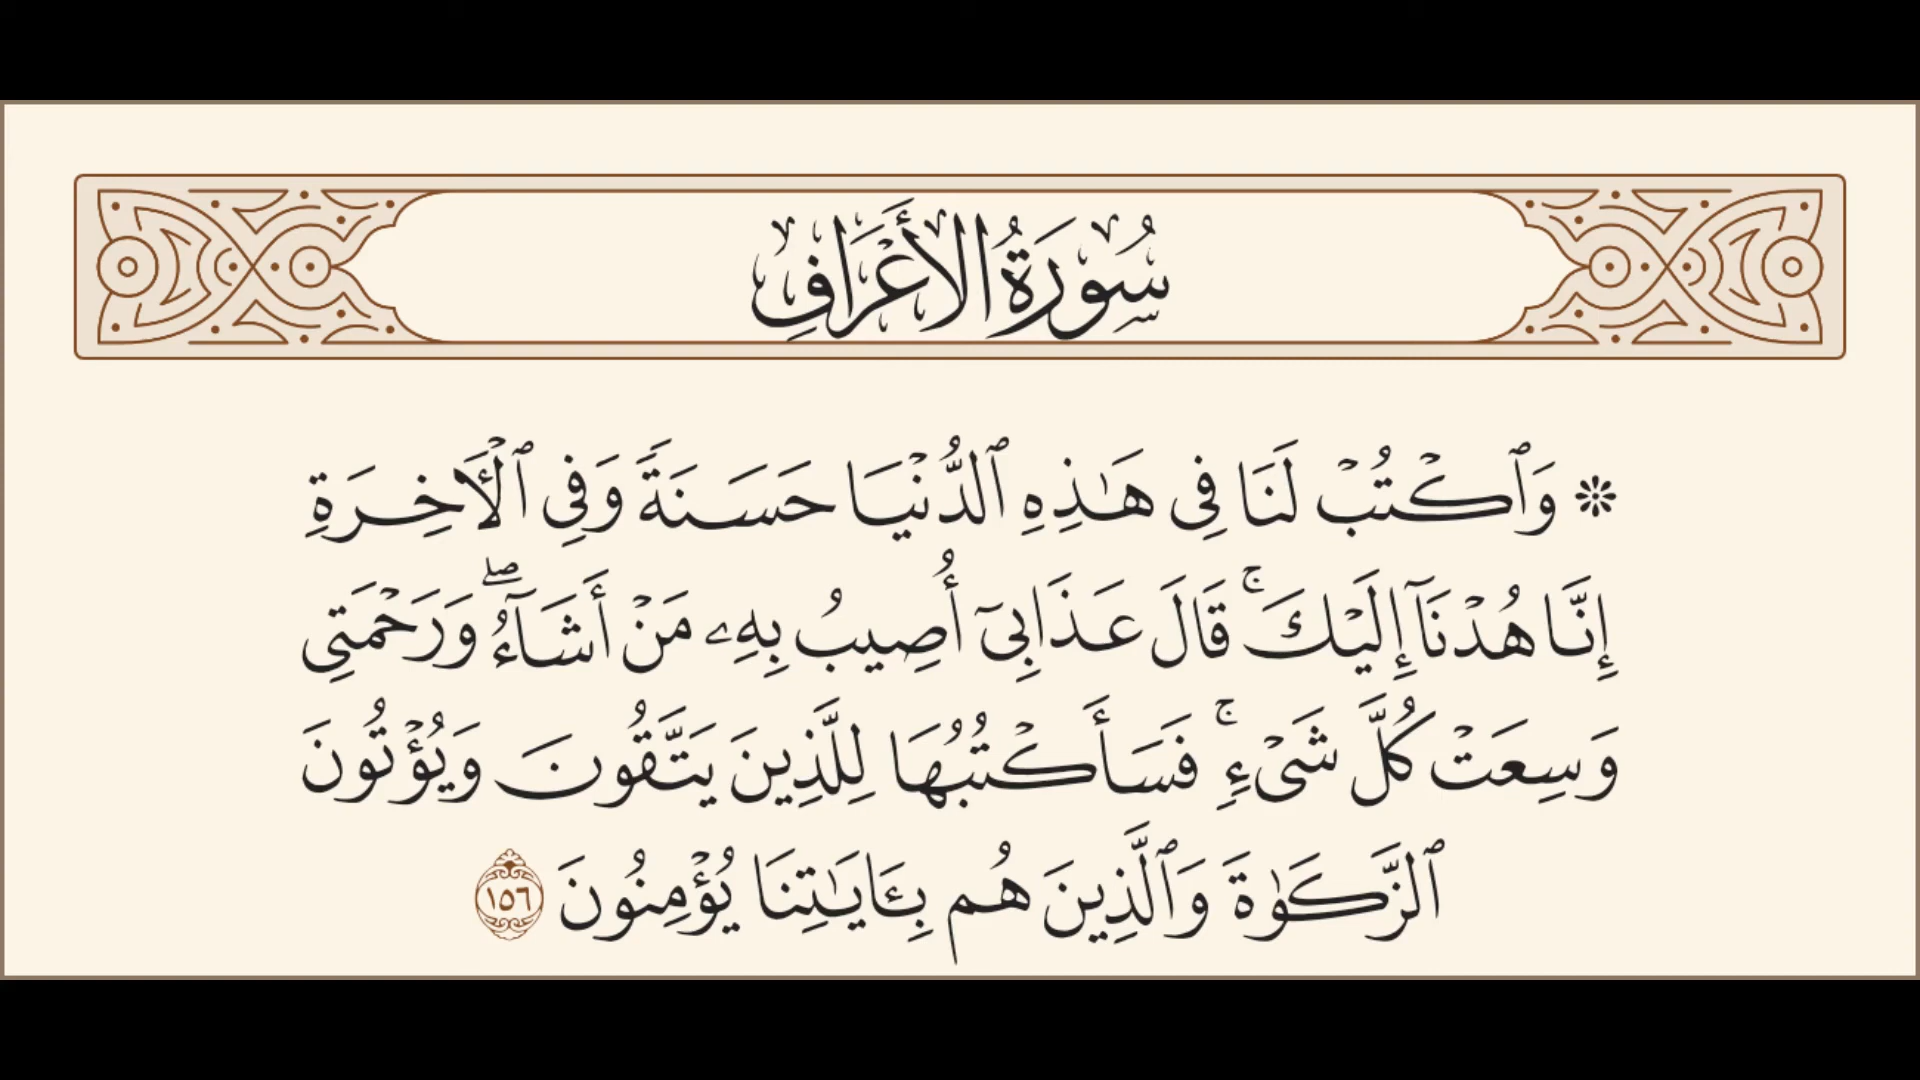 سُورَةُ الأَعْرَافِ
۞ وَٱكۡتُبۡ لَنَا فِى هَـٰذِهِ ٱلدُّنۡيَا حَسَنَةً وَفِى ٱلۡأَخِرَةِ
إِنَّا هُدۡنَآ إِلَيۡكَۚ قَالَ عَذَابِىٓ أُصِيبُ بِهِۦ مَنۡ أَشَآءُۖ وَرَحۡمَتِى
وَسِعَتۡ كُلَّ شَىۡءٍۚ فَسَأَكۡتُبُهَا لِلَّذِينَ يَتَّقُونَ وَيُؤۡتُونَ
ٱلزَّكَوٰةَ وَٱلَّذِينَ هُم بِـَٔايَـٰتِنَا يُؤۡمِنُونَ ١٥٦